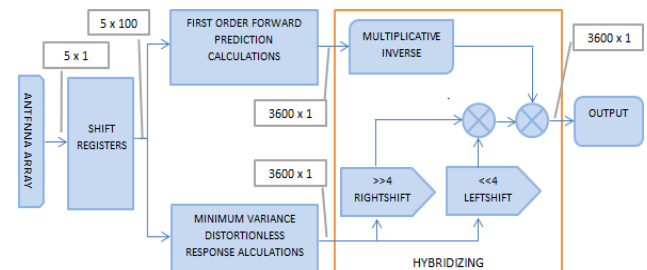 5 x 100
5 x 1
ANTENNA ARRAY
SHIFT
REGISTERS
FIRST ORDER FORWARD
PREDICTION
CALCULATIONS
MULTIPLICATIVE
INVERSE
3600 x 1
3600 x 1
OUTPUT
3600 x 1
>>4
RIGHTSHIFT
<<4
LEFTSHIFT
MINIMUM VARIANCE
DISTORTIONLESS
RESPONSE ALCULATIONS
HYBRIDIZING